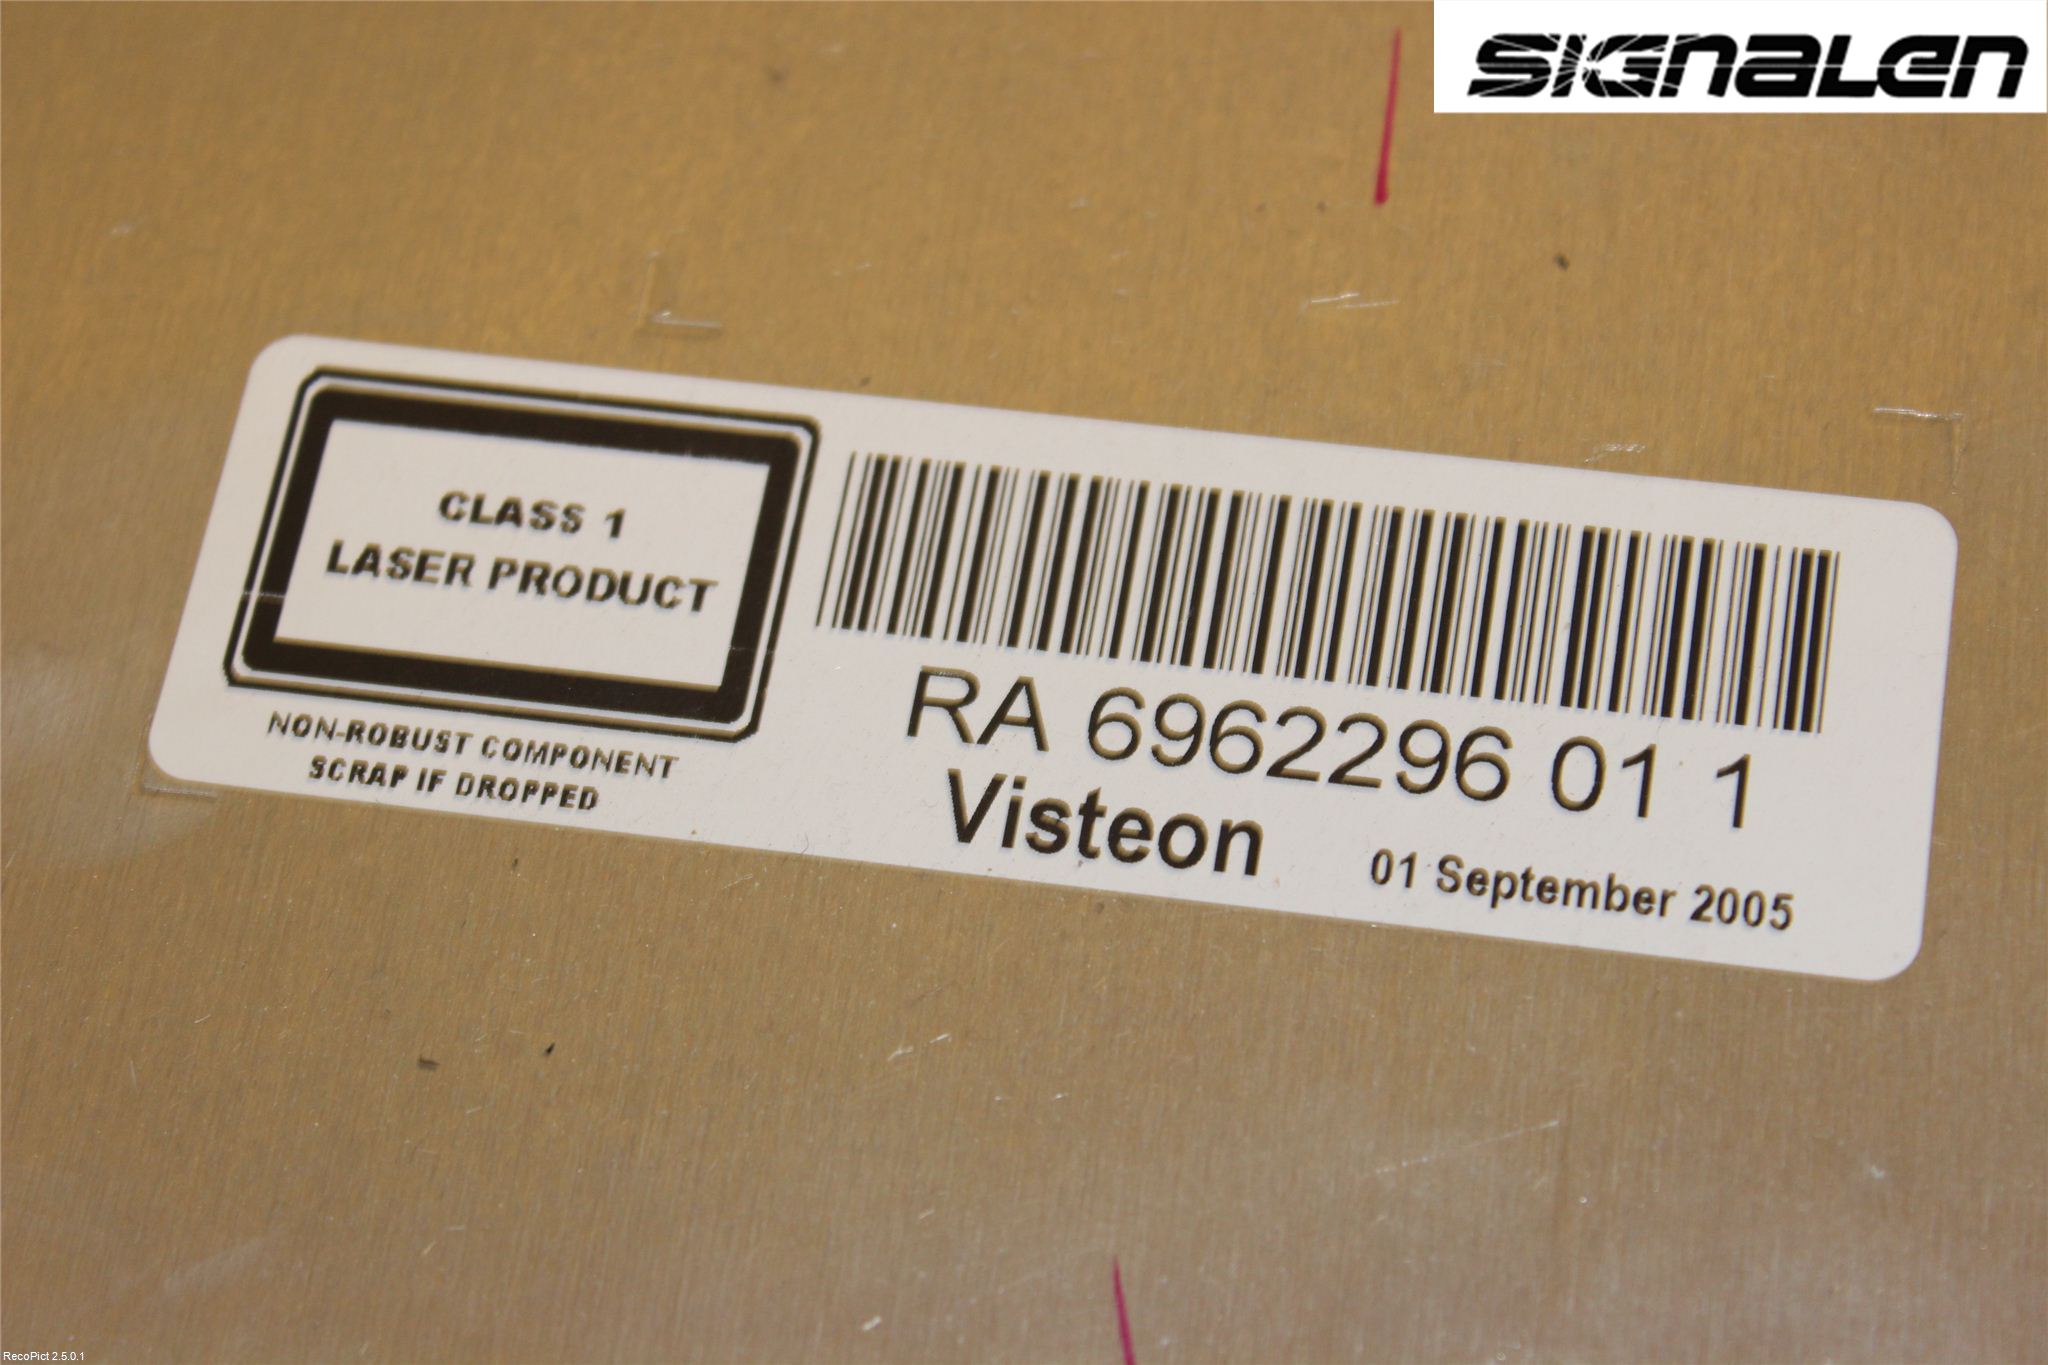 SIGNALEN
CLASS 1
LASER PRODUCT
NON-ROBUST COMPONENT
SCRAP IF DROPPED
RA 6962296 01 1
Visteon
01 September 2005
RecoPict 2.5.0.1